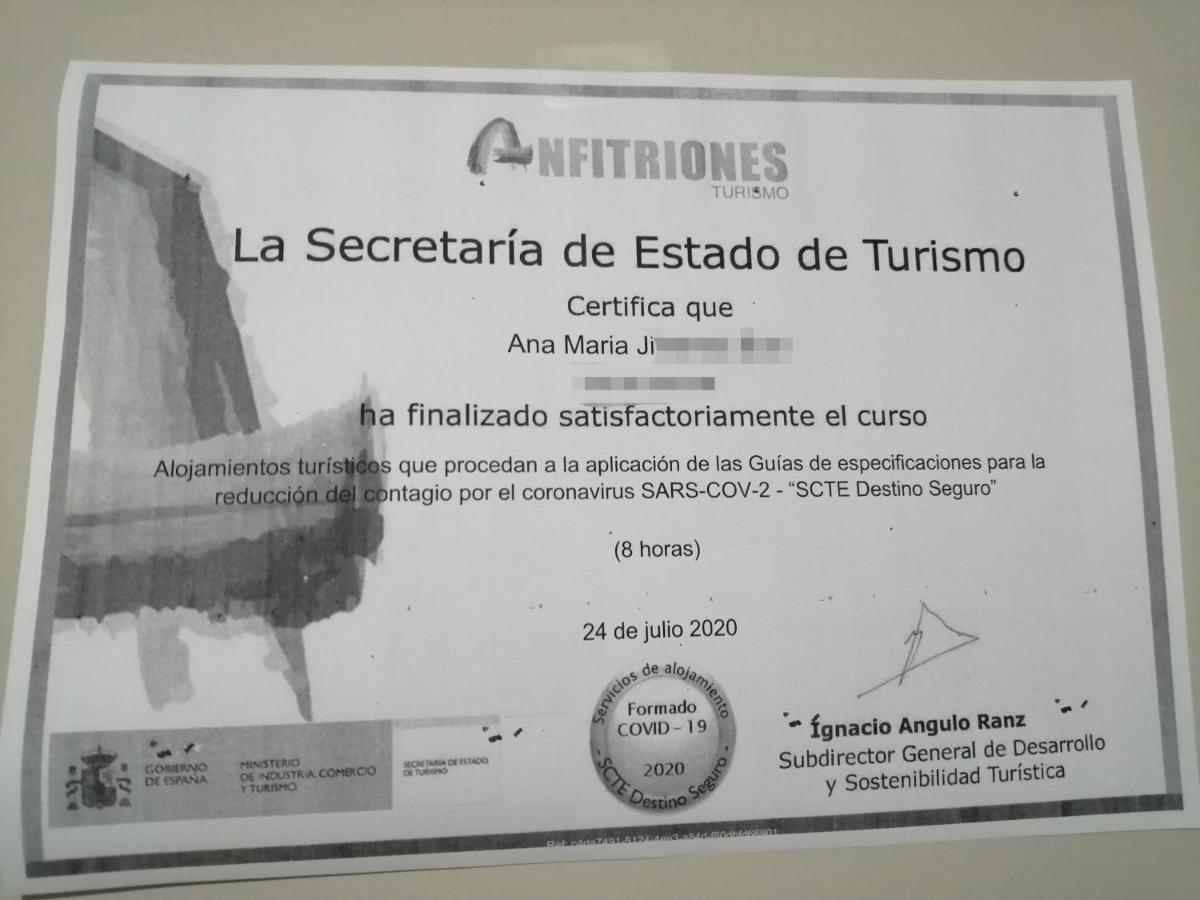 ANFITRIONES
TURISMO
La Secretaría de Estado de Turismo
Certifica que
Ana Maria Ji
ha finalizado satisfactoriamente el curso
Alojamientos turísticos que procedan a la aplicación de las Guías de especificaciones para la
reducción del contagio por el coronavirus SARS-COV-2 - “SCTE Destino Seguro”
(8 horas)
24 de julio 2020
Servicios de alojamiento
Formado
COVID – 19
2020
- SCTE Destino Seguro -
Ígnacio Angulo Ranz
Subdirector General de Desarrollo
y Sostenibilidad Turística
GOBIERNO
DE ESPAÑA
MINISTERIO
DE INDUSTRIA, COMERCIO
Y TURISMO
SECRETARÍA DE ESTADO
DE TURISMO
Ref: